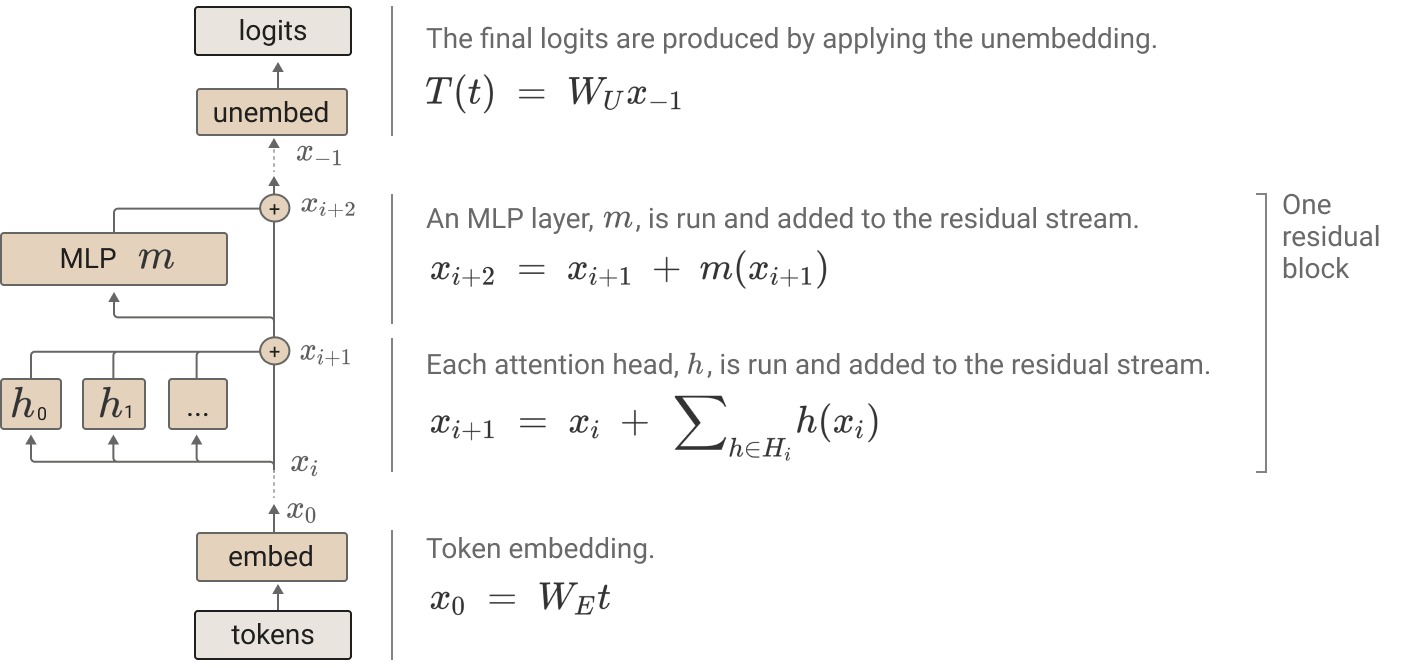 logits
The final logits are produced by applying the unembedding.
T(t) = W_U x_{-1}
unembed
x_{-1}
x_{i+2}
An MLP layer, m, is run and added to the residual stream.
One
residual
block
MLP m
x_{i+2} = x_{i+1} + m(x_{i+1})
+
x_{i+1}
Each attention head, h, is run and added to the residual stream.
+
h_0
h_1
...
x_{i+1} = x_i + ∑_{h∈H_i} h(x_i)
x_i
x_0
embed
Token embedding.
x_0 = W_E t
tokens